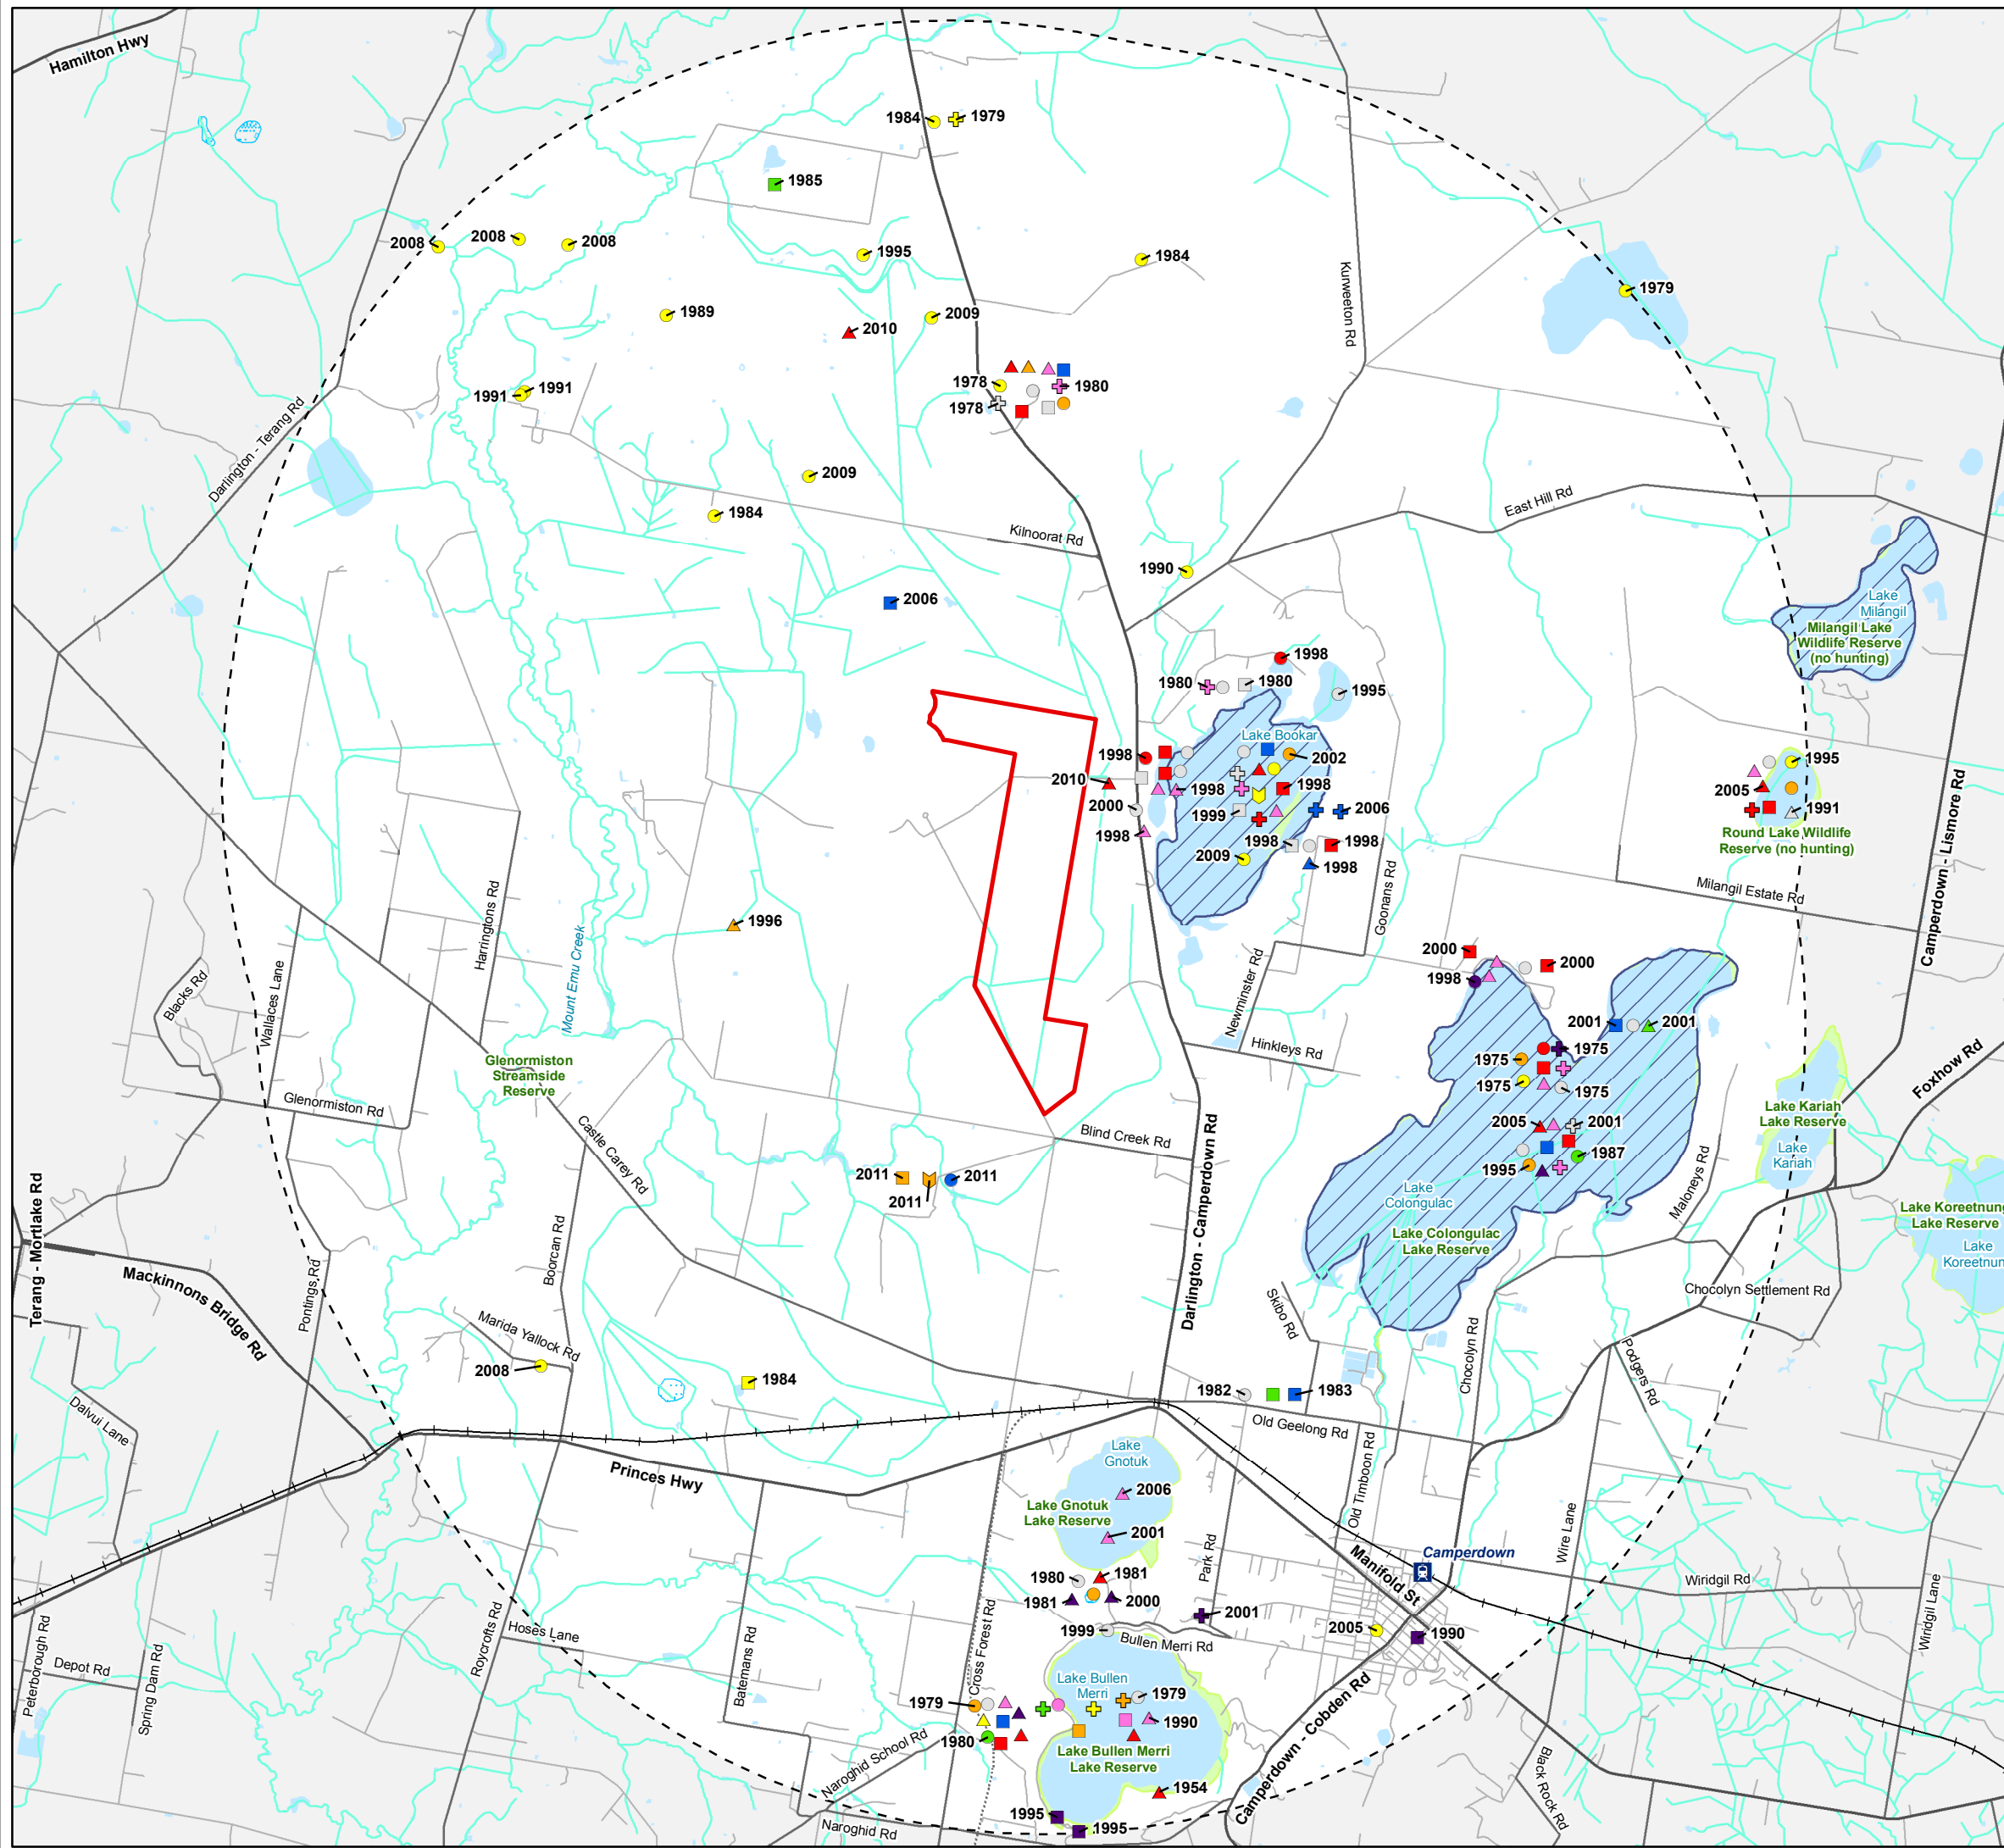 Hamilton Hwy
1984
1979
1985
2008
2008
2008
1995
1984
1979
Kurweeton Rd
1989
2009
2010
1978
1980
1991
1991
1978
Darlington - Terang Rd
2009
1984
East Hill Rd
Kilnoorat Rd
1990
2006
Lake
Milangil
Milangil Lake
Wildlife Reserve
(no hunting)
1998
1980
1980
1995
Lake Bookar
1998
2002
2010
1998
1998
2000
1999
2006
1998
1998
1998
2009
1998
1995
2005
1991
Round Lake Wildlife
Reserve (no hunting)
Camperdown - Lismore Rd
Milangil Estate Rd
Goonans Rd
Harringtons Rd
1996
Mount Emu Creek
Wallaces Lane
Blacks Rd
Newminster Rd
2000
2000
1998
2001
2001
Hinkleys Rd
1975
1975
1975
1975
Glenormiston
Streamside
Reserve
Glenormiston Rd
Foxhow Rd
Lake Kariah
Lake Reserve
Lake
Kariah
2005
2001
1987
1995
Castle Carey Rd
Blind Creek Rd
Darlington - Camperdown Rd
Maloneys Rd
2011
2011
2011
Lake
Colongulac
Lake Colongulac
Lake Reserve
Lake Koreetnung
Lake Reserve
Lake
Koreetnun
Terang - Mortlake Rd
Mackinnons Bridge Rd
Pontings Rd
Boorcan Rd
Skibo Rd
Chocolyn Settlement Rd
Marida Yallock Rd
2008
1984
Chocolyn Rd
Podgers Rd
1982
1983
Old Geelong Rd
Dalvui Lane
Princes Hwy
Lake
Gnotuk
2006
Lake Gnotuk
Lake Reserve
2001
Old Timboon Rd
Wire Lane
Park Rd
Manifold St
Camperdown
Wiridgil Rd
Wiridgil Lane
1980
1981
1981
2000
2001
1999
Bullen Merri Rd
2005
1990
Peterborough Rd
Depot Rd
Spring Dam Rd
Roycrofts Rd
Hoses Lane
Batemans Rd
Cross Forest Rd
Lake Bullen
Merri
1979
1979
1990
1980
Lake Bullen Merri
Lake Reserve
Naroghid School Rd
1954
Camperdown - Cobden Rd
Black Rock Rd
1995
1995
Naroghid Rd